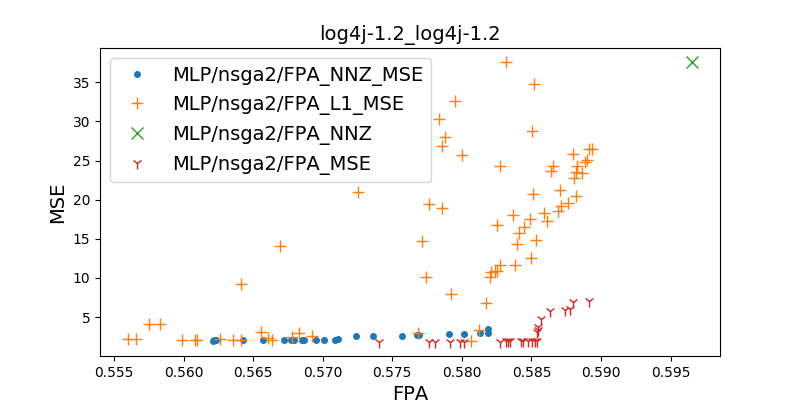 log4j-1.2_log4j-1.2
MLP/nsga2/FPA_NNZ_MSE
MLP/nsga2/FPA_L1_MSE
MLP/nsga2/FPA_NNZ
MLP/nsga2/FPA_MSE
MSE
35
30
25
20
15
10
5
0.555 0.560 0.565 0.570 0.575 0.580 0.585 0.590 0.595
FPA